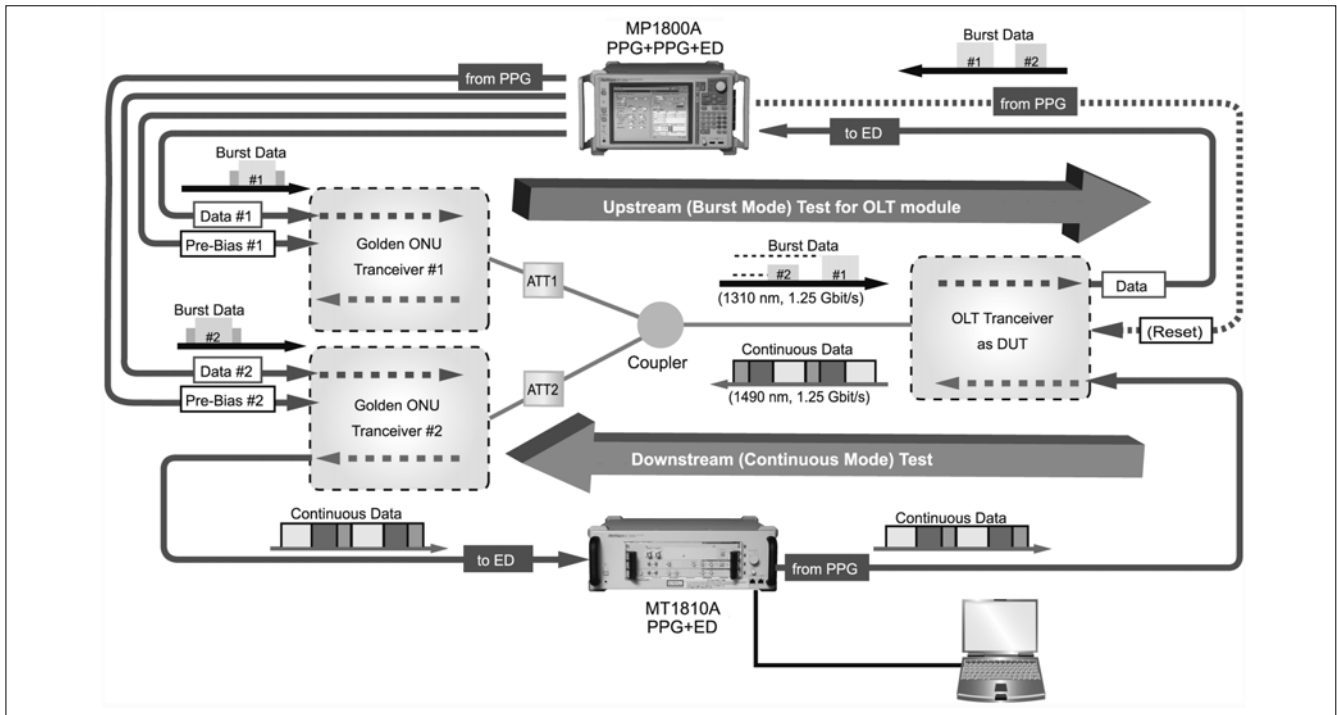 MP1800A
PPG+PPG+ED
Burst Data
#1
#2
from PPG
from PPG
to ED
Burst Data
#1
Data #1
Pre-Bias #1
Golden ONU
Tranceiver #1
Upstream (Burst Mode) Test for OLT module
ATT1
Burst Data
#2
#1
(1310 nm, 1.25 Gbit/s)
Data
OLT Tranceiver
as DUT
(Reset)
Burst Data
#2
Data #2
Pre-Bias #2
Golden ONU
Tranceiver #2
Coupler
ATT2
Continuous Data
(1490 nm, 1.25 Gbit/s)
Downstream (Continuous Mode) Test
Continuous Data
to ED
Continuous Data
from PPG
MT1810A
PPG+ED